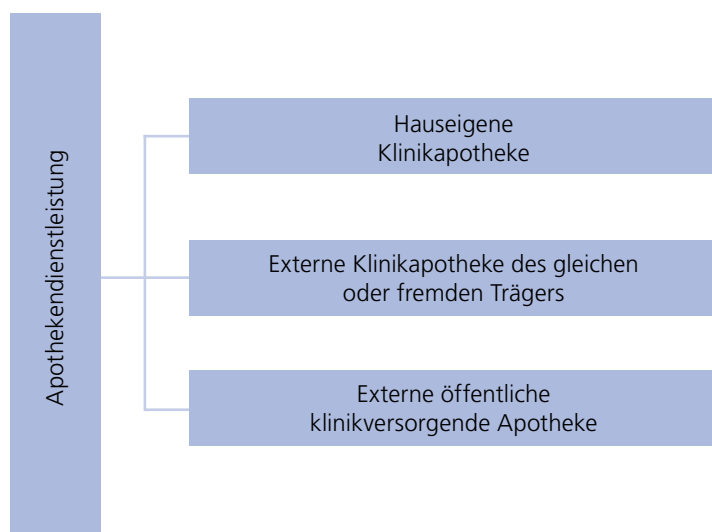 Apothekendienstleistung
Hauseigene
Klinikapotheke
Externe Klinikapotheke des gleichen
oder fremden Trägers
Externe öffentliche
klinikversorgende Apotheke